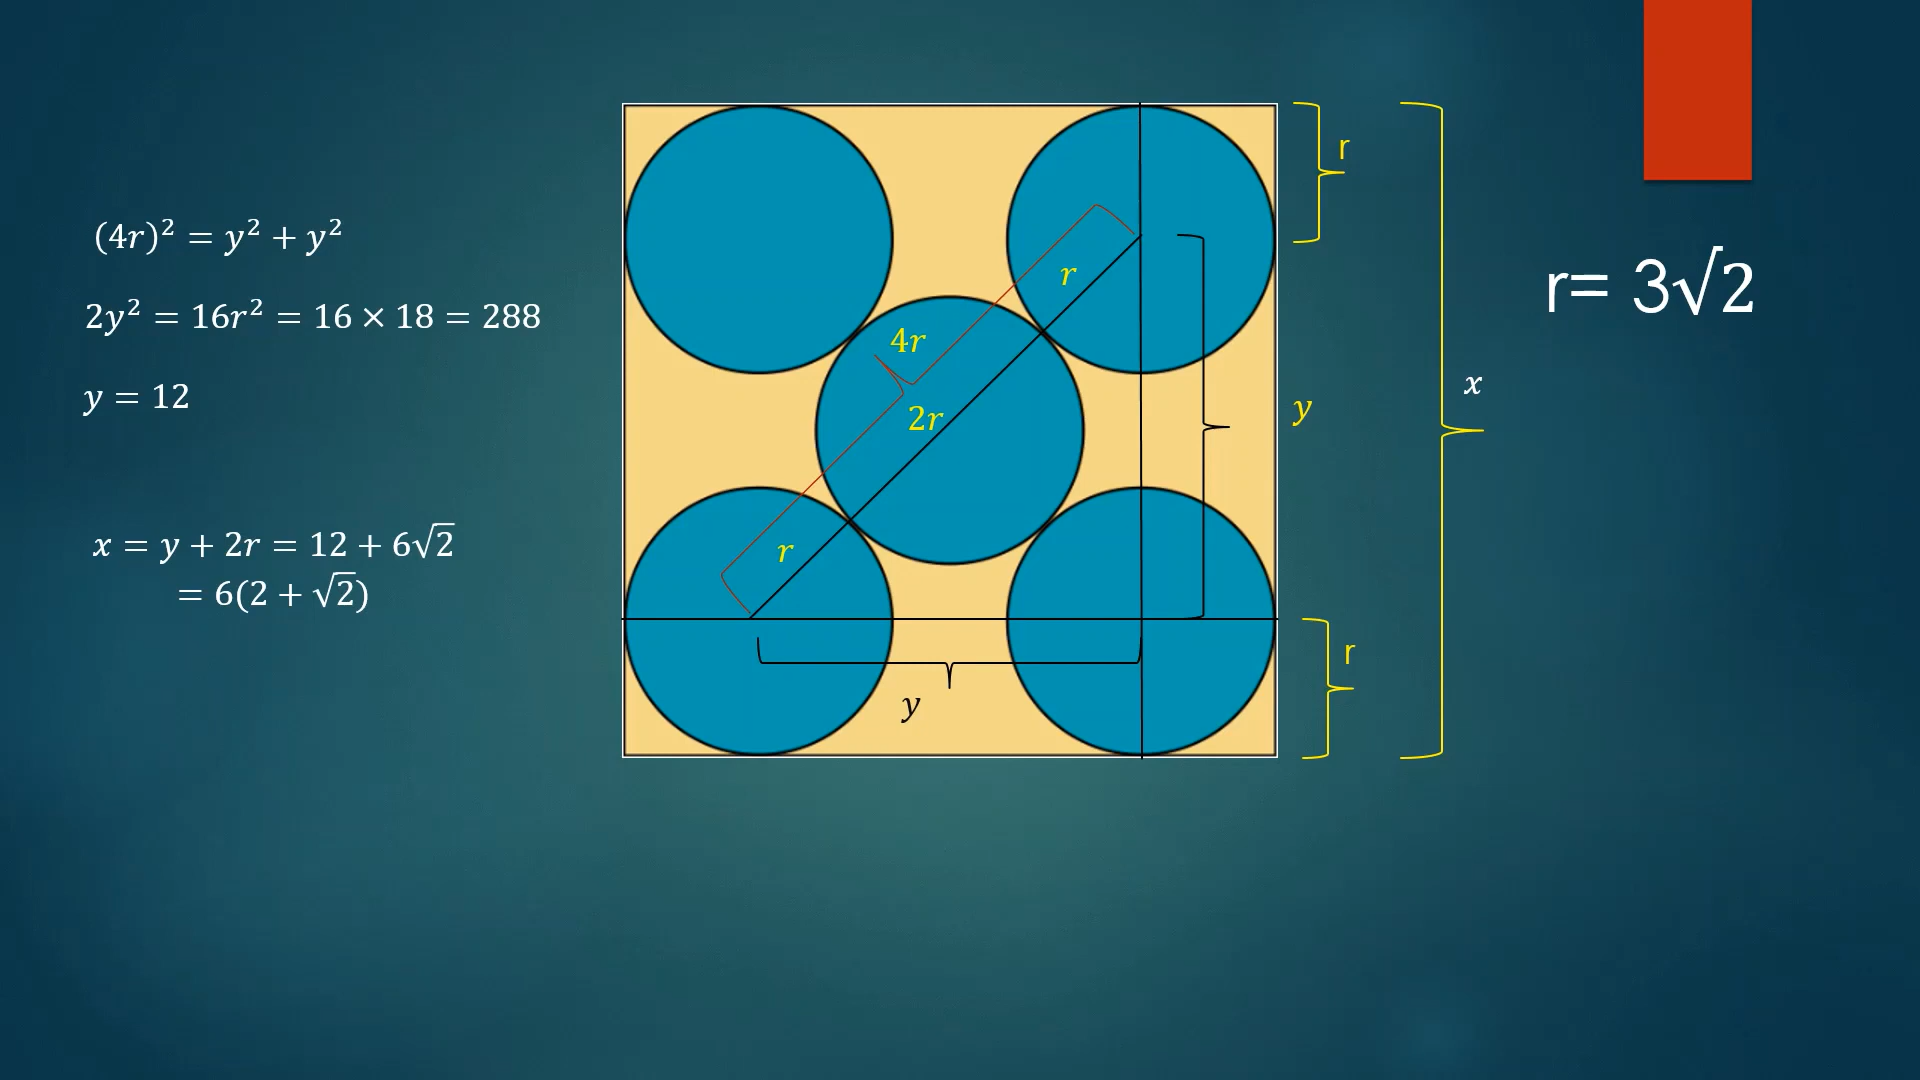 (4r)² = y² + y²
2y² = 16r² = 16 × 18 = 288
y = 12
x = y + 2r = 12 + 6√2
= 6(2 + √2)
r
r
4r
2r
r
y
y
r
x
r= 3√2